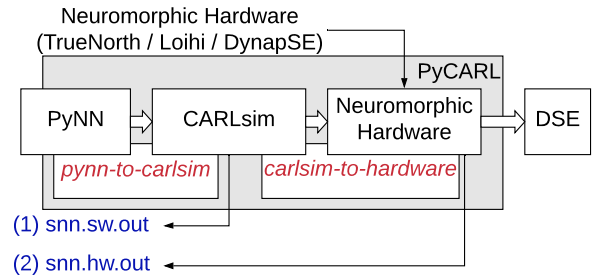 Neuromorphic Hardware
(TrueNorth / Loihi / DynapSE)
PyCARL
PyNN
CARLsim
Neuromorphic
Hardware
DSE
pynn-to-carlsim
carlsim-to-hardware
(1) snn.sw.out
(2) snn.hw.out